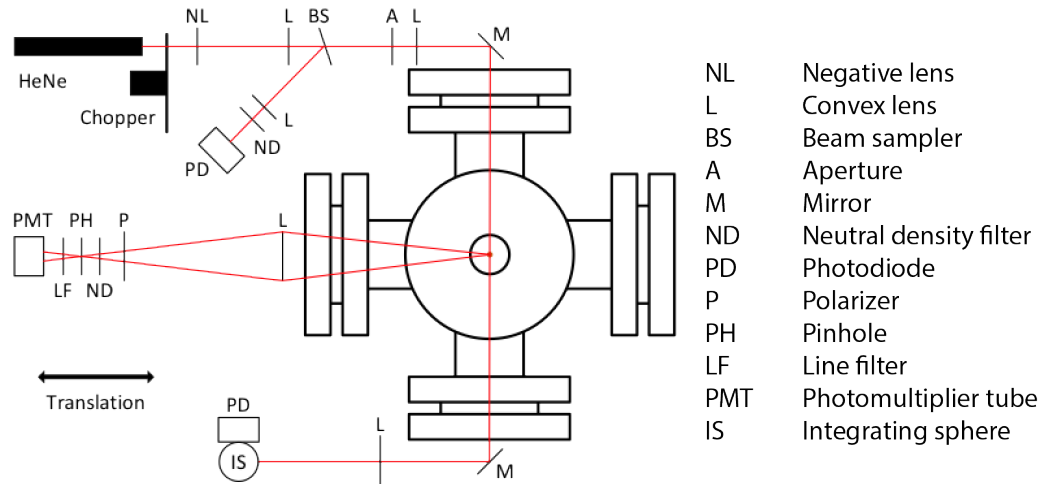 NL L BS A L M
HeNe
Chopper
L
ND
PD
PMT PH P L
LF ND
Translation
PD
L
IS
M
NL Negative lens
L Convex lens
BS Beam sampler
A Aperture
M Mirror
ND Neutral density filter
PD Photodiode
P Polarizer
PH Pinhole
LF Line filter
PMT Photomultiplier tube
IS Integrating sphere